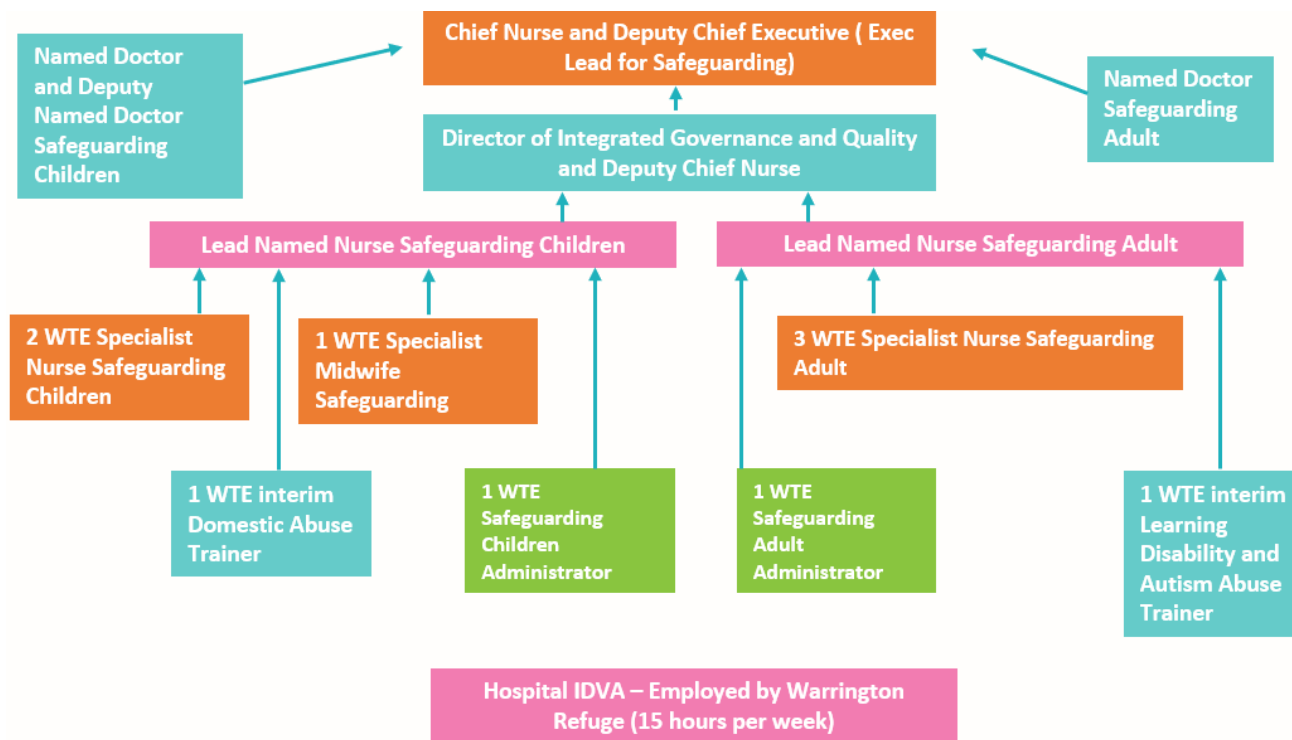 Chief Nurse and Deputy Chief Executive ( Exec
Lead for Safeguarding)
Named Doctor
and Deputy
Named Doctor
Safeguarding
Children
Named Doctor
Safeguarding
Adult
Director of Integrated Governance and Quality
and Deputy Chief Nurse
Lead Named Nurse Safeguarding Children
Lead Named Nurse Safeguarding Adult
2 WTE Specialist
Nurse Safeguarding
Children
1 WTE Specialist
Midwife
Safeguarding
3 WTE Specialist Nurse Safeguarding
Adult
1 WTE interim
Domestic Abuse
Trainer
1 WTE
Safeguarding
Children
Administrator
1 WTE
Safeguarding
Adult
Administrator
1 WTE interim
Learning
Disability and
Autism Abuse
Trainer
Hospital IDVA – Employed by Warrington
Refuge (15 hours per week)